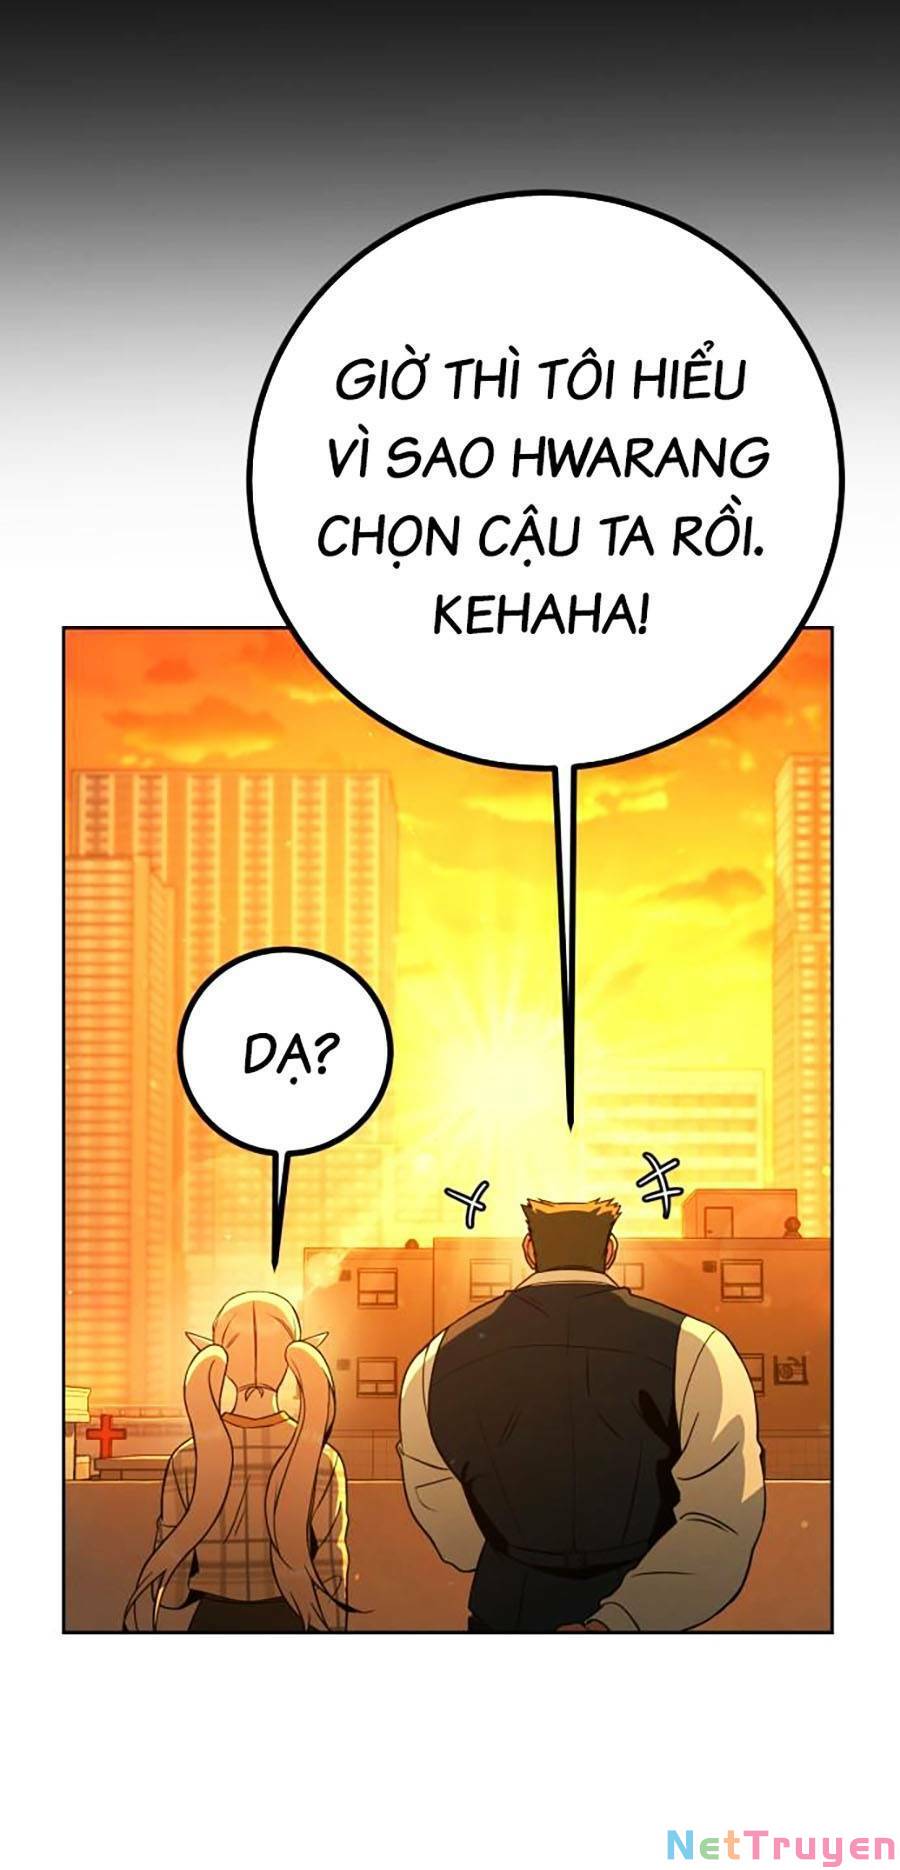 GIỜ THÌ TÔI HIỂU
VÌ SAO HWARANG
CHỌN CẬU TA RỒI.
KEHAHA!
DẠ?
NetTruyen